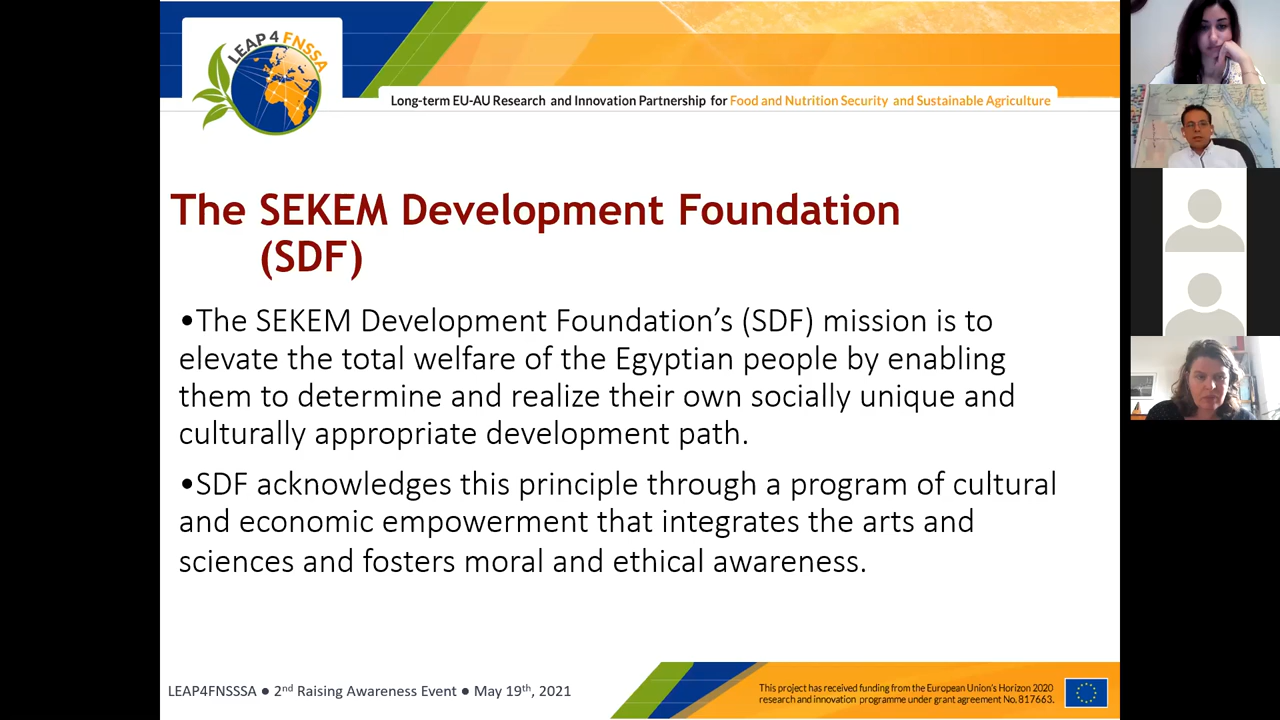 LEAP 4 FNSSA
Long-term EU-AU Research and Innovation Partnership for Food and Nutrition Security and Sustainable Agriculture
The SEKEM Development Foundation
(SDF)
•The SEKEM Development Foundation’s (SDF) mission is to
elevate the total welfare of the Egyptian people by enabling
them to determine and realize their own socially unique and
culturally appropriate development path.
•SDF acknowledges this principle through a program of cultural
and economic empowerment that integrates the arts and
sciences and fosters moral and ethical awareness.
LEAP4FNSSSA ● 2nd Raising Awareness Event ● May 19th, 2021
This project has received funding from the European Union's Horizon 2020
research and innovation programme under grant agreement No. 817663.